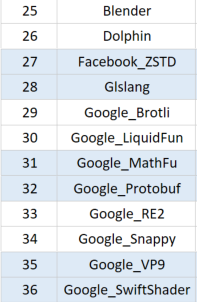 25 Blender
26 Dolphin
27 Facebook_ZSTD
28 Glslang
29 Google_Brotli
30 Google_LiquidFun
31 Google_MathFu
32 Google_Protobuf
33 Google_RE2
34 Google_Snappy
35 Google_VP9
36 Google_SwiftShader